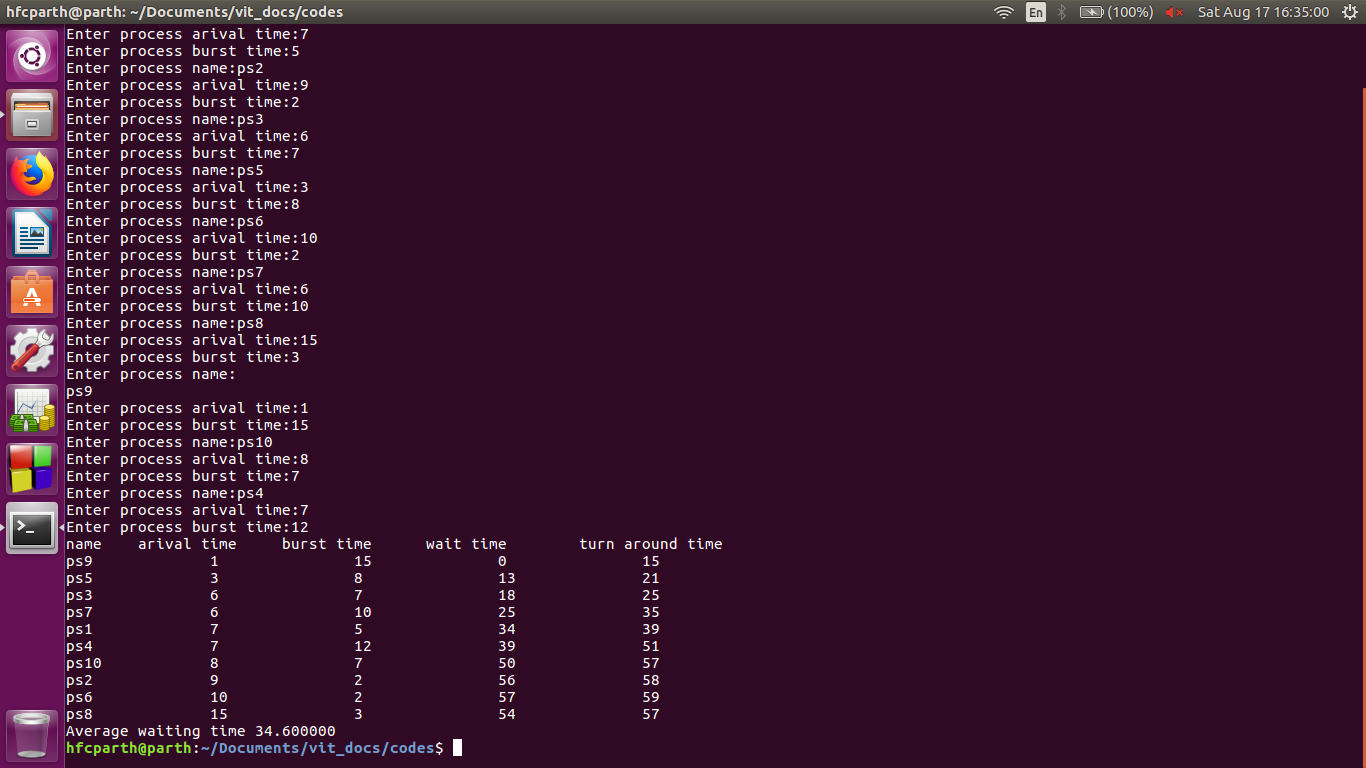 hfcparth@parth: ~/Documents/vit_docs/codes En (100%) Sat Aug 17 16:35:00
Enter process arival time:7
Enter process burst time:5
Enter process name:ps2
Enter process arival time:9
Enter process burst time:2
Enter process name:ps3
Enter process arival time:6
Enter process burst time:7
Enter process name:ps5
Enter process arival time:3
Enter process burst time:8
Enter process name:ps6
Enter process arival time:10
Enter process burst time:2
Enter process name:ps7
Enter process arival time:6
Enter process burst time:10
Enter process name:ps8
Enter process arival time:15
Enter process burst time:3
Enter process name:
ps9
Enter process arival time:1
Enter process burst time:15
Enter process name:ps10
Enter process arival time:8
Enter process burst time:7
Enter process name:ps4
Enter process arival time:7
Enter process burst time:12
name arival time burst time wait time turn around time
ps9 1 15 0 15
ps5 3 8 13 21
ps3 6 7 18 25
ps7 6 10 25 35
ps1 7 5 34 39
ps4 7 12 39 51
ps10 8 7 50 57
ps2 9 2 56 58
ps6 10 2 57 59
ps8 15 3 54 57
Average waiting time 34.600000
hfcparth@parth:~/Documents/vit_docs/codes$